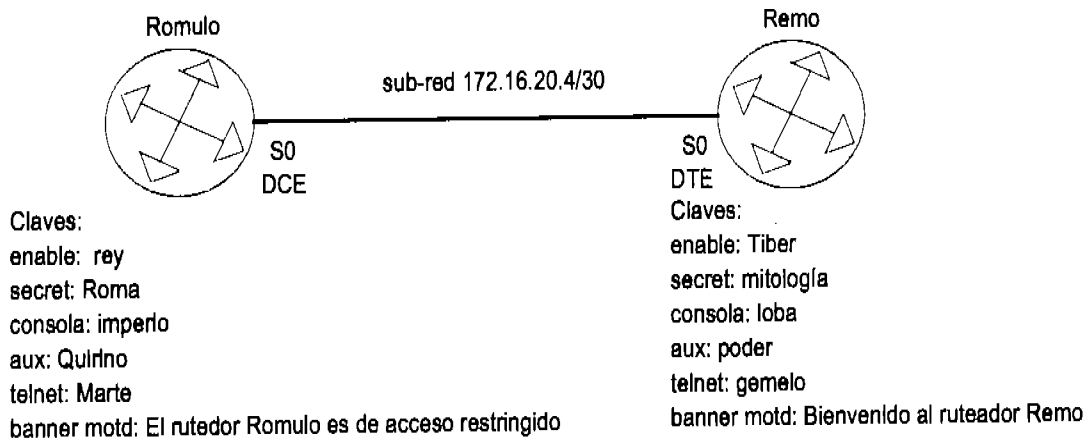 Romulo
Remo
sub-red 172.16.20.4/30
S0
DCE
S0
DTE
Claves:
enable: rey
secret: Roma
consola: imperio
aux: Quirino
telnet: Marte
banner motd: El rutedor Romulo es de acceso restringido
Claves:
enable: Tiber
secret: mitología
consola: loba
aux: poder
telnet: gemelo
banner motd: Bienvenido al ruteador Remo